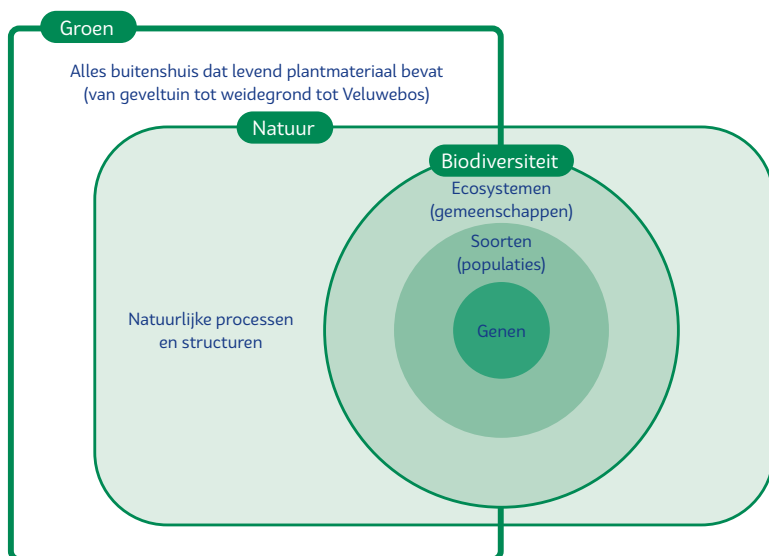 Groen
Alles buitenshuis dat levend plantmateriaal bevat
(van geveltuin tot weidegrond tot Veluwebos)
Natuur
Biodiversiteit
Ecosystemen
(gemeenschappen)
Soorten
(populaties)
Natuurlijke processen
en structuren
Genen